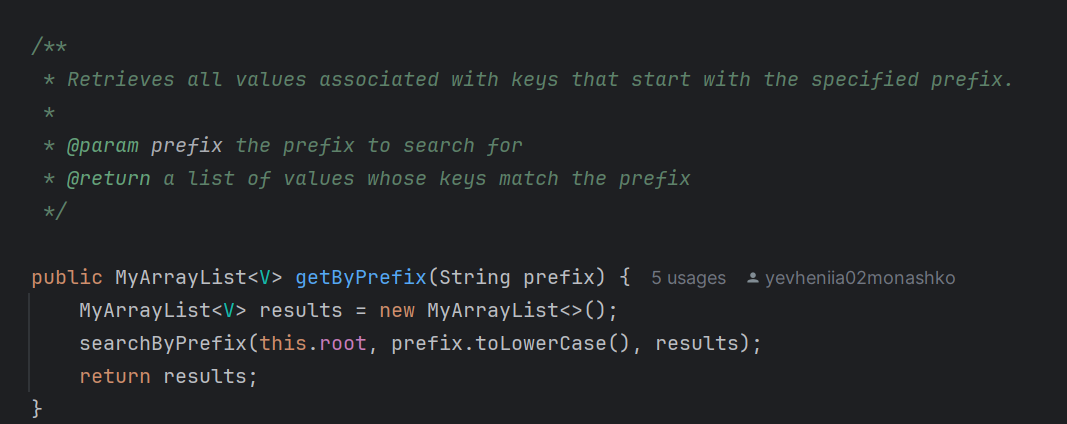 /**
 * Retrieves all values associated with keys that start with the specified prefix.
 *
 * @param prefix the prefix to search for
 * @return a list of values whose keys match the prefix
 */
public MyArrayList<V> getByPrefix(String prefix) { 5 usages yevheniia02monashko
    MyArrayList<V> results = new MyArrayList<>();
    searchByPrefix(this.root, prefix.toLowerCase(), results);
    return results;
}